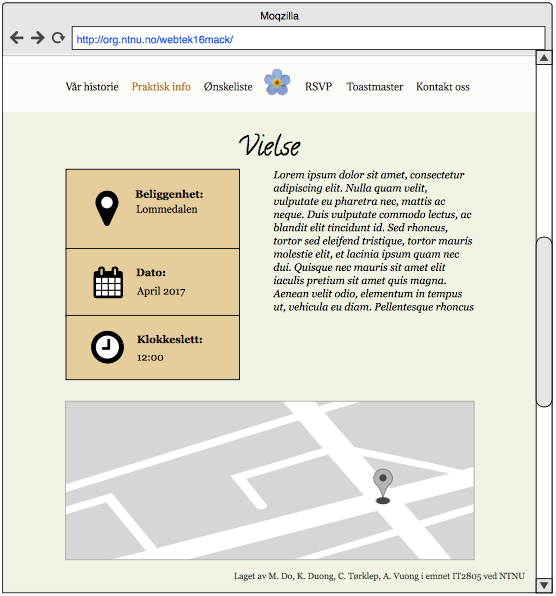 Moqzilla
http://org.ntnu.no/webtek16mack/
Vår historie Praktisk info Ønskeliste RSVP Toastmaster Kontakt oss
Vielse
Beliggenhet:
Lommedalen
Dato:
April 2017
Klokkeslett:
12:00
Lorem ipsum dolor sit amet, consectetur
adipiscing elit. Nulla quam velit,
vulputate eu pharetra nec, mattis ac
neque. Duis vulputate commodo lectus, ac
blandit elit tincidunt id. Sed rhoncus,
tortor sed eleifend tristique, tortor mauris
molestie elit, et lacinia ipsum quam nec
dui. Quisque nec mauris sit amet elit
iaculis pretium sit amet quis magna.
Aenean velit odio, elementum in tempus
ut, vehicula eu diam. Pellentesque rhoncus
Laget av M. Do, K. Duong, C. Tørklep, A. Vuong i emnet IT2805 ved NTNU